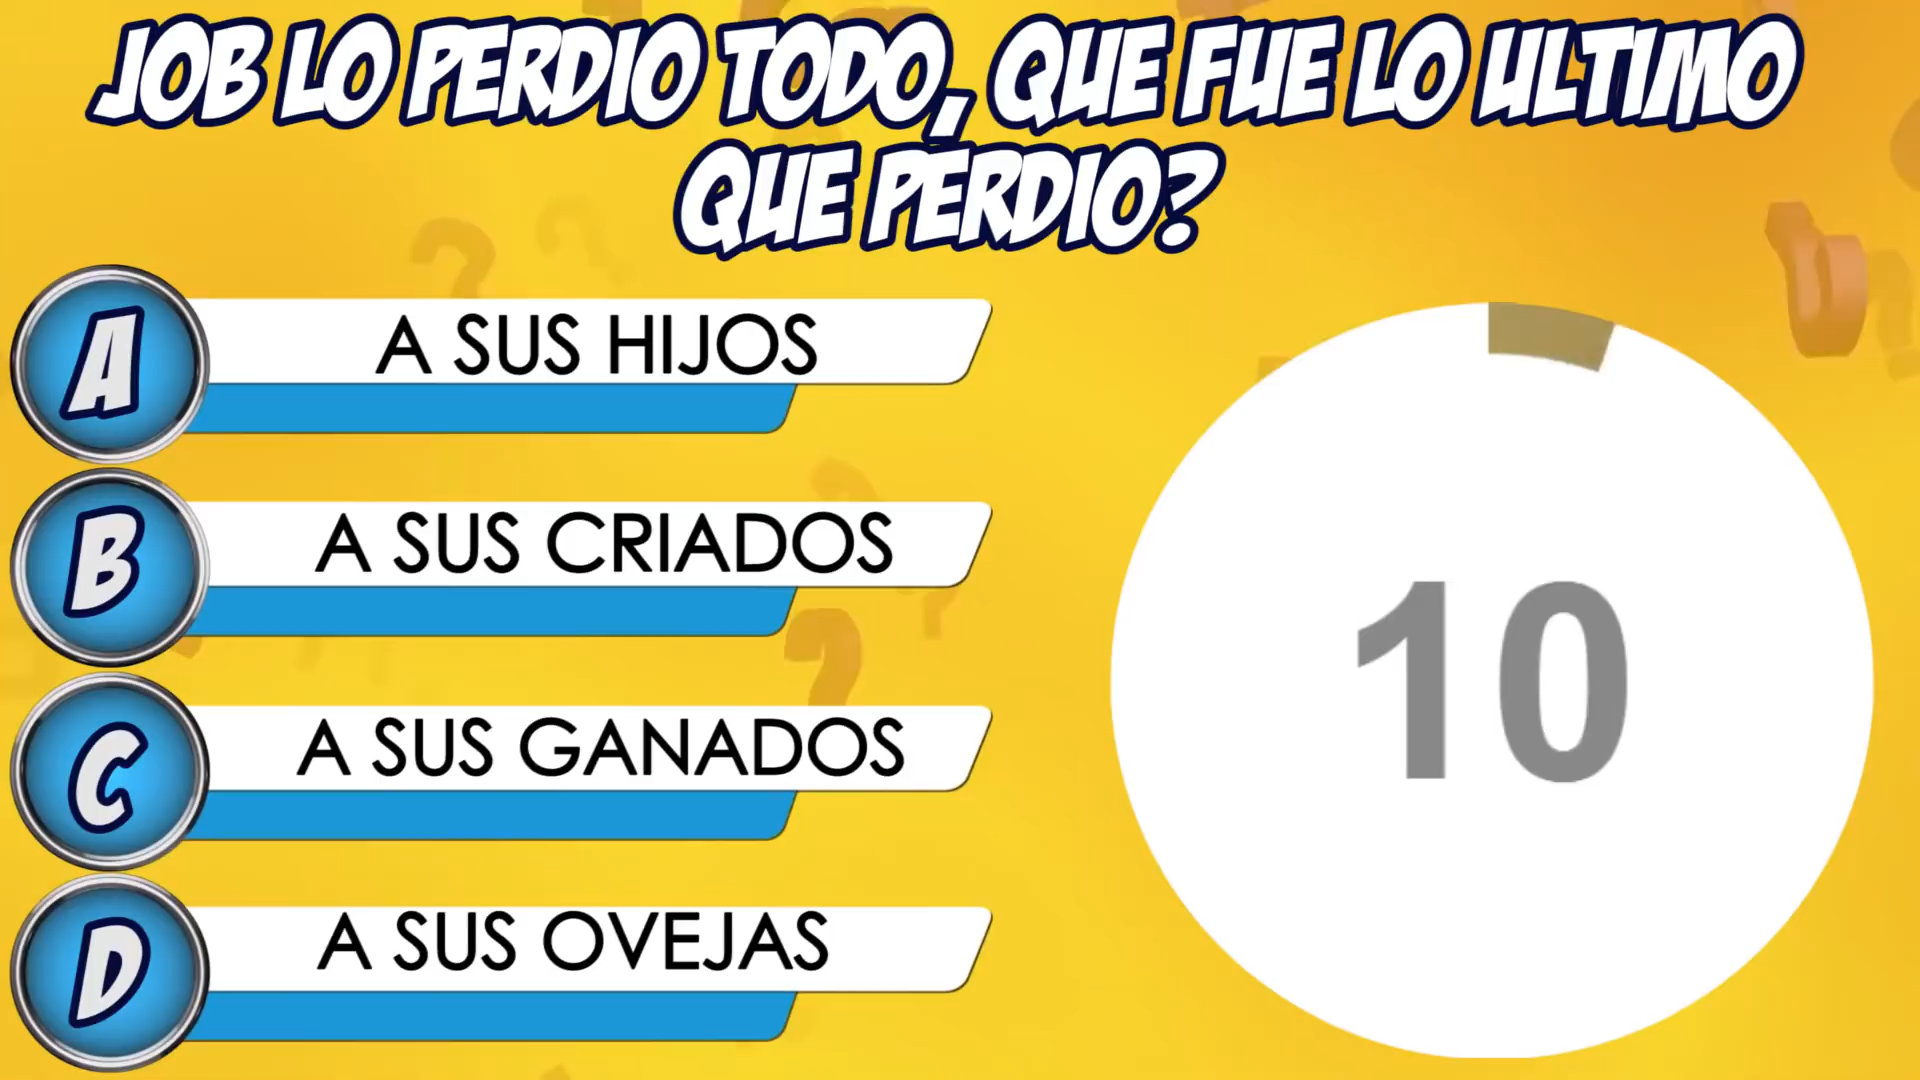 JOB LO PERDIO TODO, QUE FUE LO ULTIMO
QUE PERDIO?
A A SUS HIJOS
B A SUS CRIADOS
C A SUS GANADOS
D A SUS OVEJAS
10